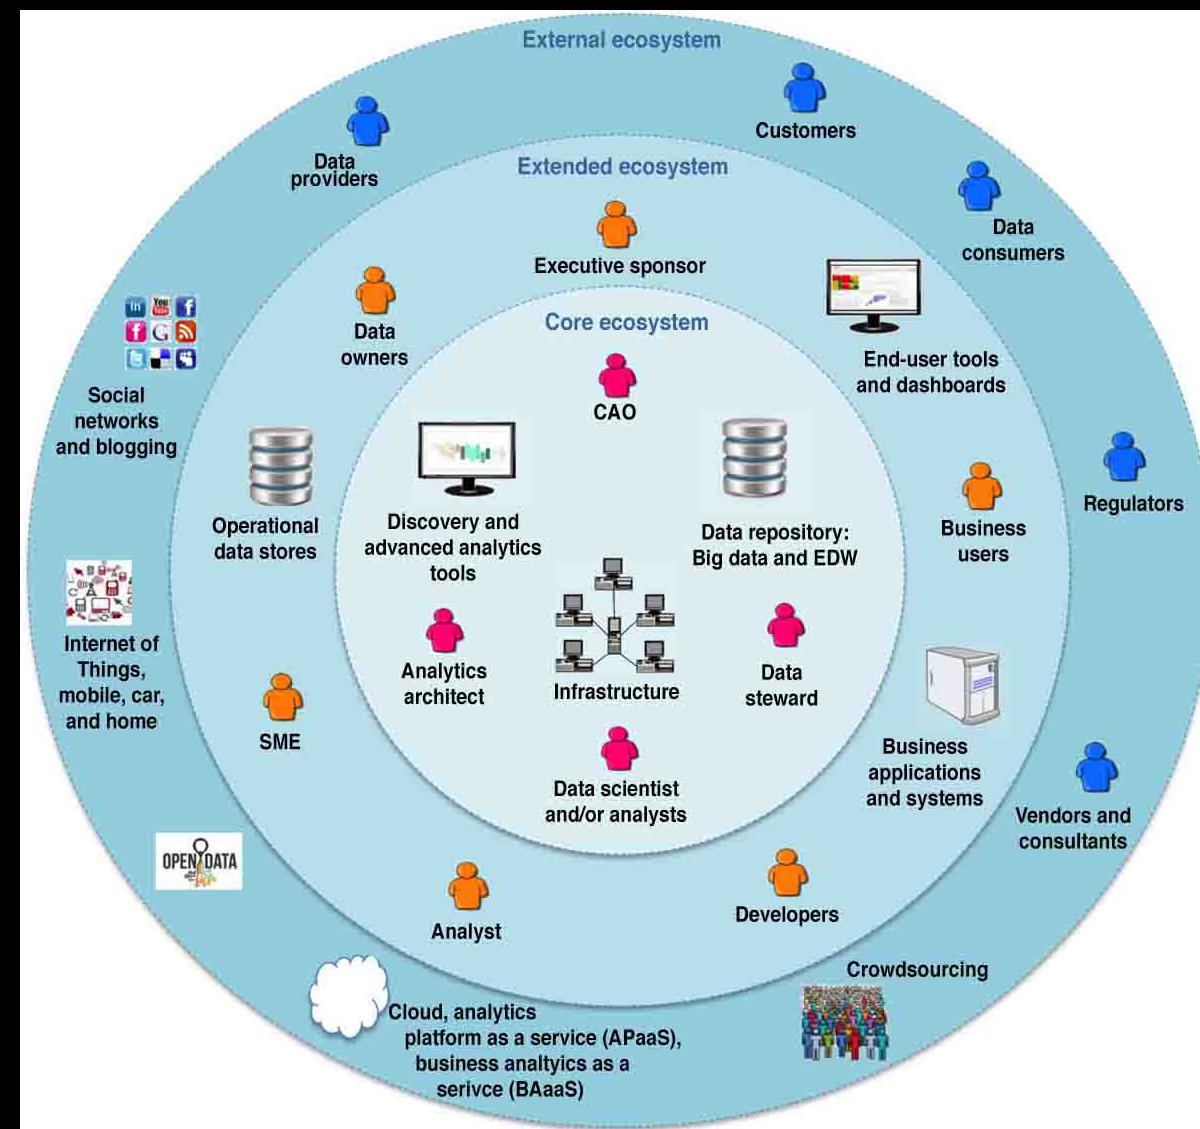 External ecosystem
Customers
Data
providers
Extended ecosystem
Data
consumers
Executive sponsor
in
You
Tube
f
f
G
t
Data
owners
Core ecosystem
End-user tools
and dashboards
Social
networks
and blogging
CAO
Operational
data stores
Discovery and
advanced analytics
tools
Data repository:
Big data and EDW
Business
users
Regulators
Internet of
Things,
mobile, car,
and home
Analytics
architect
Infrastructure
Data
steward
SME
Business
applications
and systems
Data scientist
and/or analysts
Vendors and
consultants
OPEN DATA
Analyst
Developers
Crowdsourcing
Cloud, analytics
platform as a service (APaaS),
business analtyics as a
serivce (BAaaS)